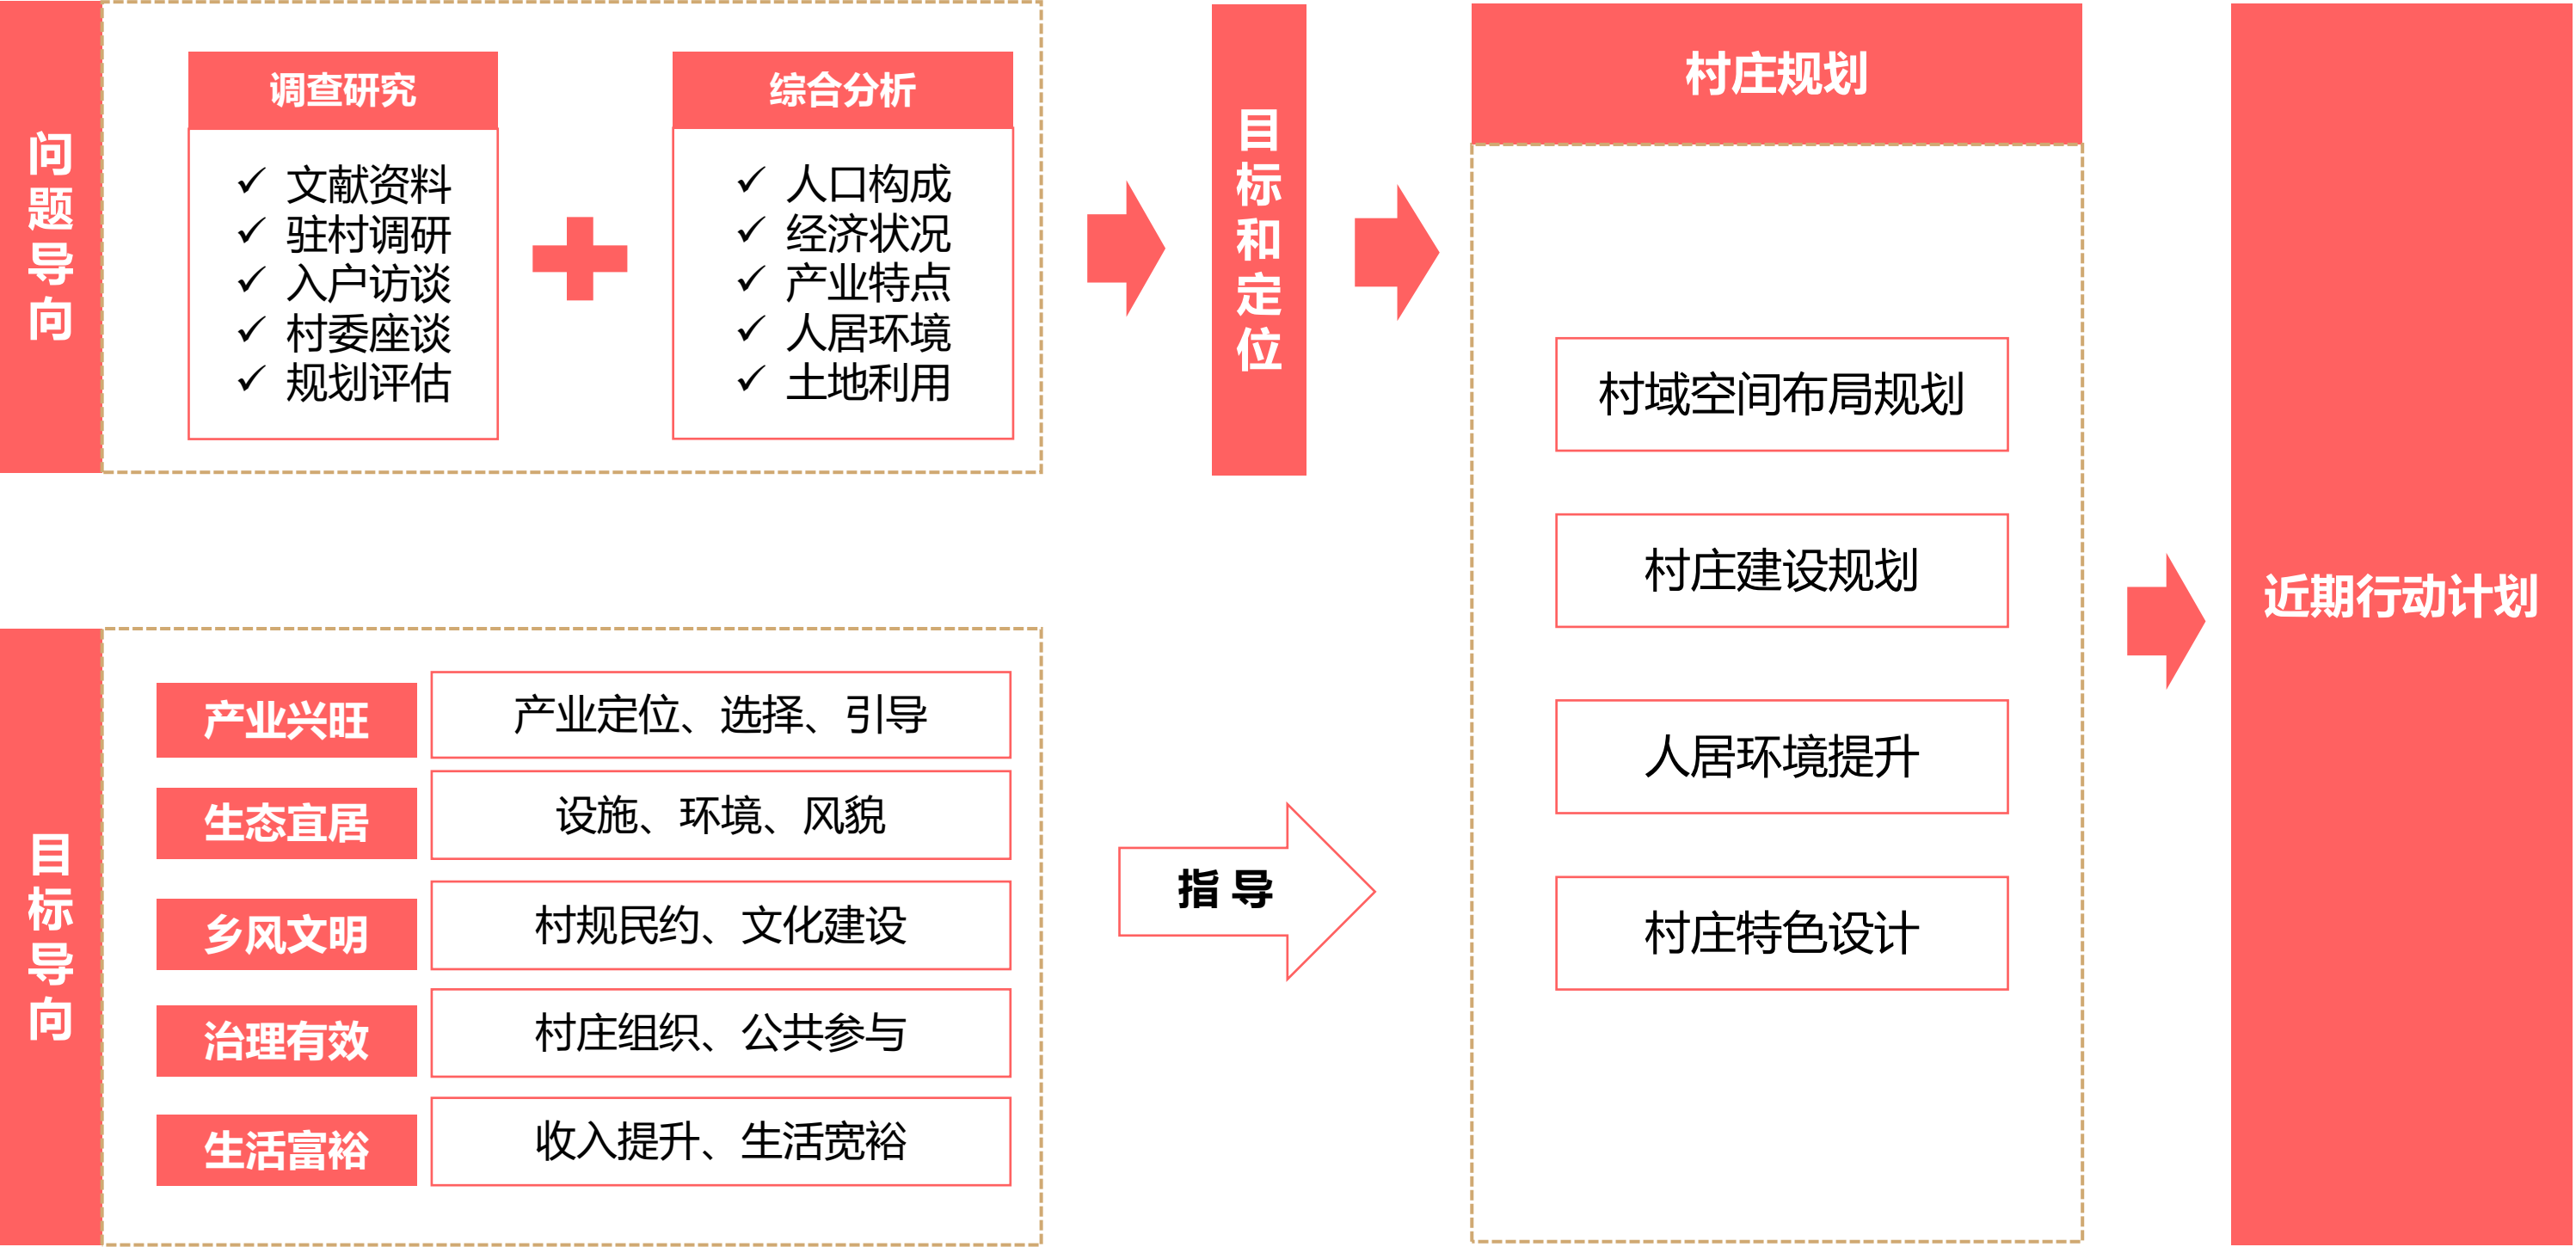 问题导向
调查研究
文献资料
驻村调研
入户访谈
村委座谈
规划评估
综合分析
人口构成
经济状况
产业特点
人居环境
土地利用
目标和定位
村庄规划
村域空间布局规划
村庄建设规划
人居环境提升
村庄特色设计
近期行动计划
目标导向
产业兴旺
产业定位、选择、引导
生态宜居
设施、环境、风貌
乡风文明
村规民约、文化建设
治理有效
村庄组织、公共参与
生活富裕
收入提升、生活宽裕
指 导